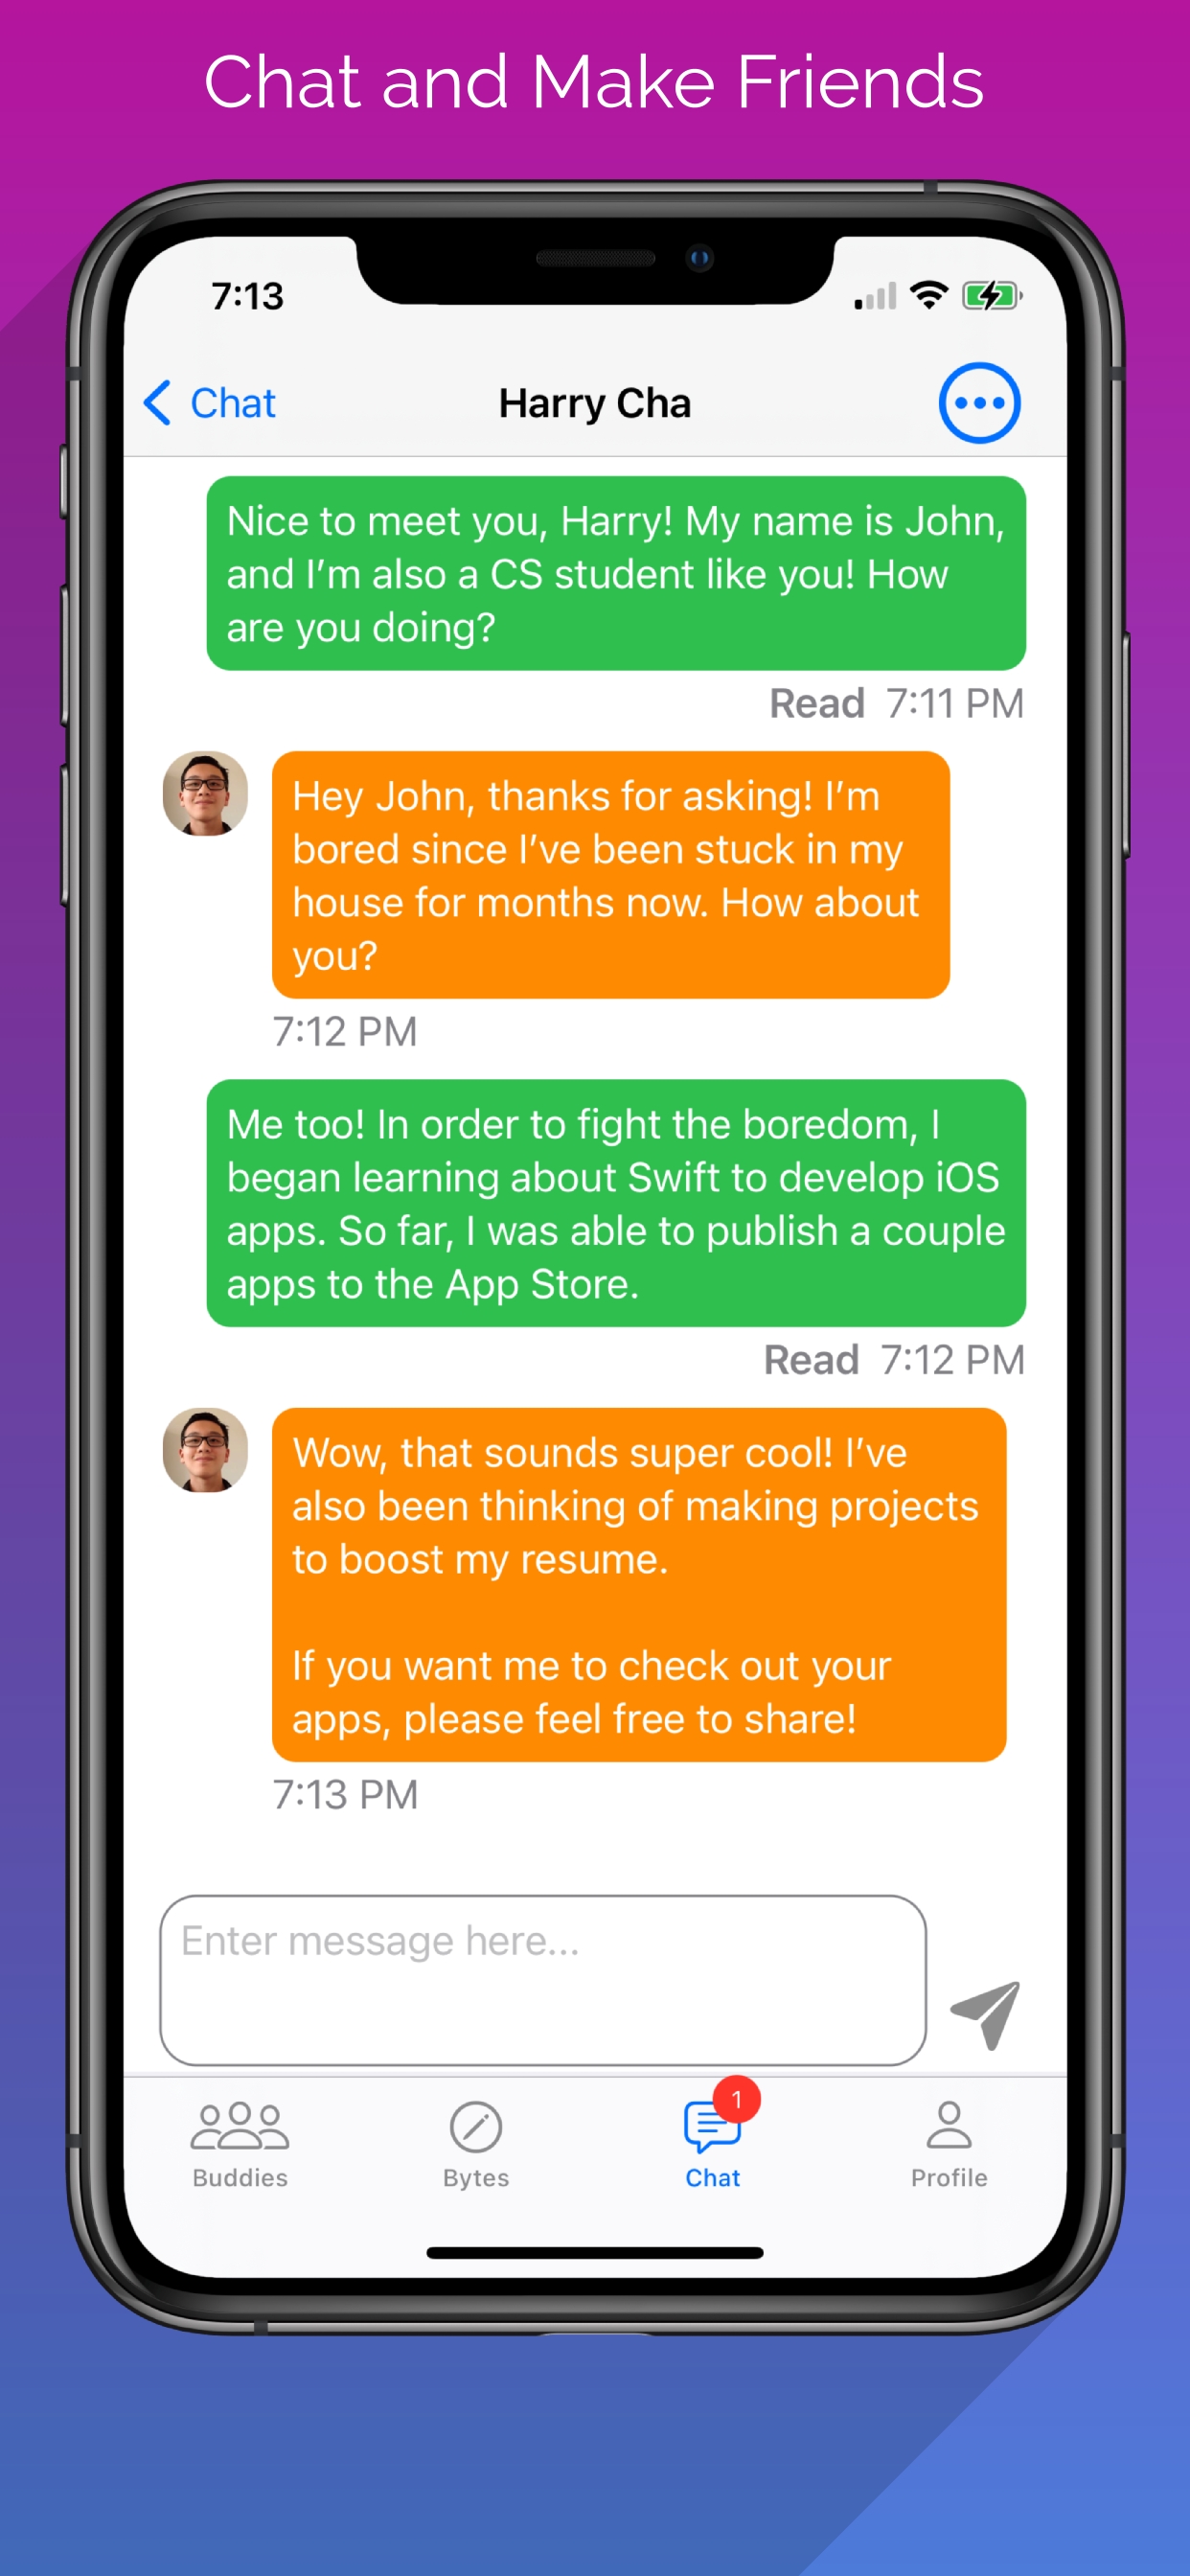 Chat and Make Friends
7:13
Chat
Harry Cha
Nice to meet you, Harry! My name is John,
and I’m also a CS student like you! How
are you doing?
Read 7:11 PM
Hey John, thanks for asking! I’m
bored since I’ve been stuck in my
house for months now. How about
you?
7:12 PM
Me too! In order to fight the boredom, I
began learning about Swift to develop iOS
apps. So far, I was able to publish a couple
apps to the App Store.
Read 7:12 PM
Wow, that sounds super cool! I’ve
also been thinking of making projects
to boost my resume.
If you want me to check out your
apps, please feel free to share!
7:13 PM
Enter message here...
1
Buddies Bytes Chat Profile